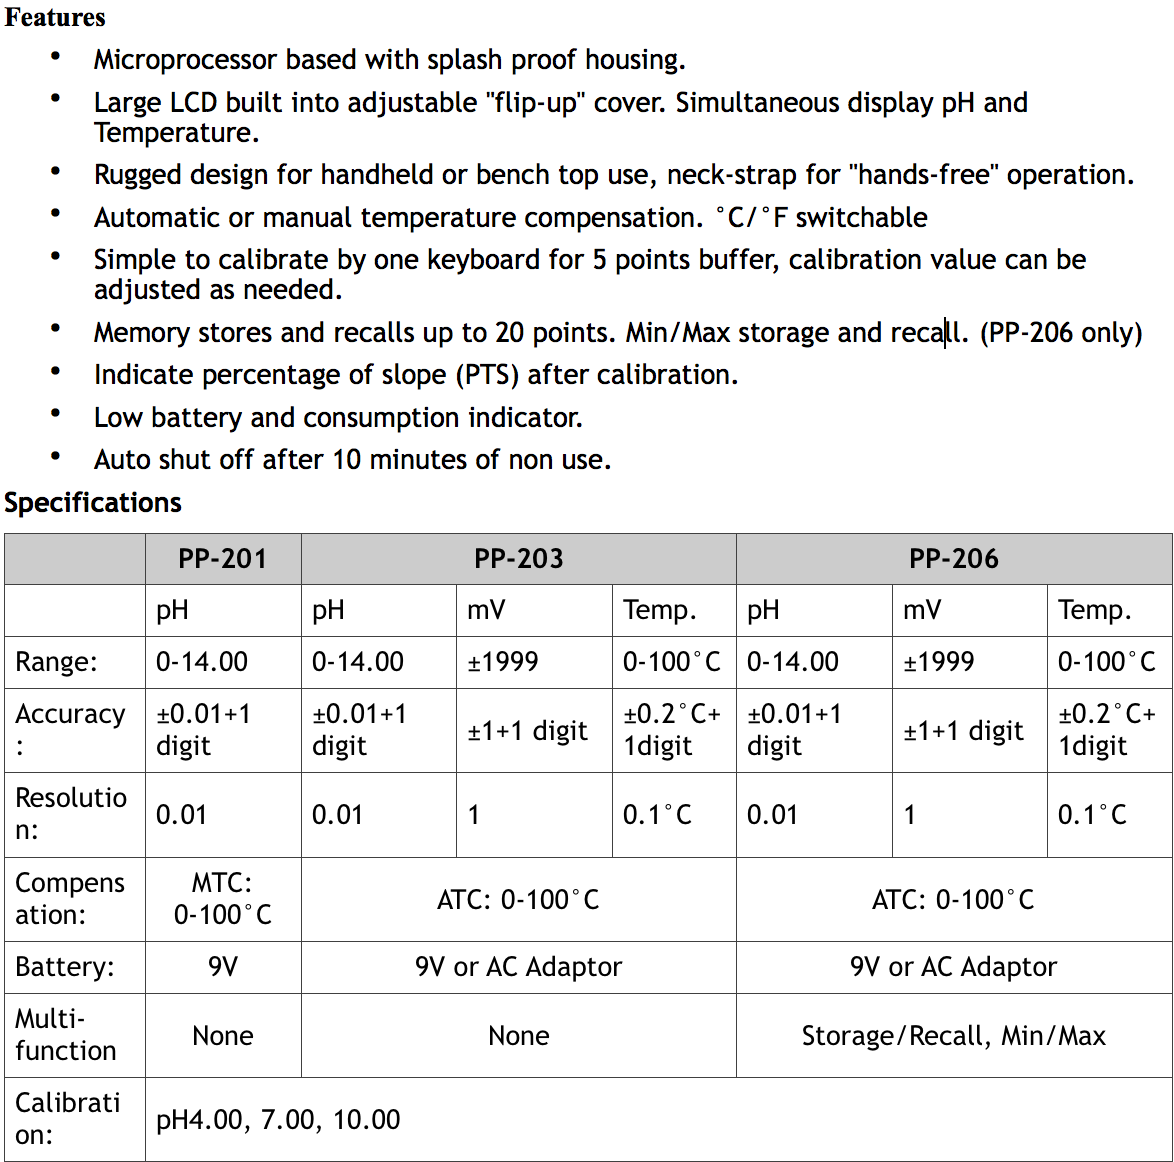 Features
• Microprocessor based with splash proof housing.
• Large LCD built into adjustable "flip-up" cover. Simultaneous display pH and
Temperature.
• Rugged design for handheld or bench top use, neck-strap for "hands-free" operation.
• Automatic or manual temperature compensation. ˚C/˚F switchable
• Simple to calibrate by one keyboard for 5 points buffer, calibration value can be
adjusted as needed.
• Memory stores and recalls up to 20 points. Min/Max storage and recall. (PP-206 only)
• Indicate percentage of slope (PTS) after calibration.
• Low battery and consumption indicator.
• Auto shut off after 10 minutes of non use.
Specifications
PP-201 PP-203 PP-206
pH pH mV Temp. pH mV Temp.
Range: 0-14.00 0-14.00 ±1999 0-100˚C 0-14.00 ±1999 0-100˚C
Accuracy ±0.01+1 ±0.01+1 ±1+1 digit ±0.2˚C+ ±0.01+1 ±1+1 digit ±0.2˚C+
: digit digit 1digit digit 1digit
Resolutio
n: 0.01 0.01 1 0.1˚C 0.01 1 0.1˚C
Compens MTC: ATC: 0-100˚C ATC: 0-100˚C
ation: 0-100˚C
Battery: 9V 9V or AC Adaptor 9V or AC Adaptor
Multi-
function None None Storage/Recall, Min/Max
Calibrati
on: pH4.00, 7.00, 10.00